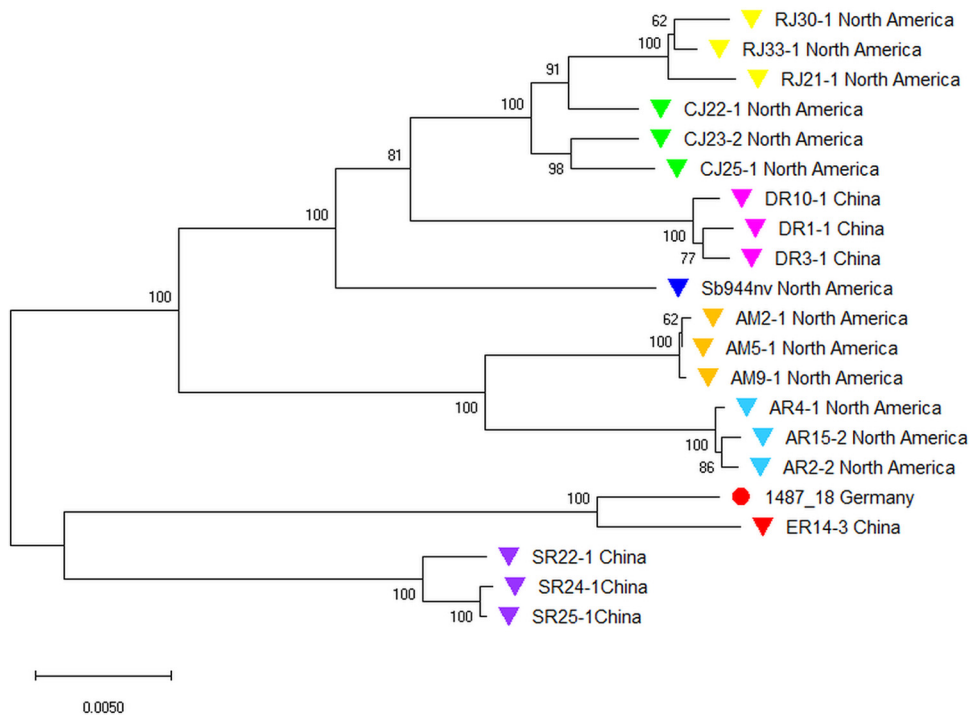 62
RJ30-1 North America
100
RJ33-1 North America
91
RJ21-1 North America
100
CJ22-1 North America
CJ23-2 North America
81
98
CJ25-1 North America
DR10-1 China
100
100
DR1-1 China
77
DR3-1 China
Sb944nv North America
100
62
AM2-1 North America
100
AM5-1 North America
AM9-1 North America
100
AR4-1 North America
100
AR15-2 North America
86
AR2-2 North America
100
1487_18 Germany
ER14-3 China
SR22-1 China
100
SR24-1China
100
SR25-1China
0.0050